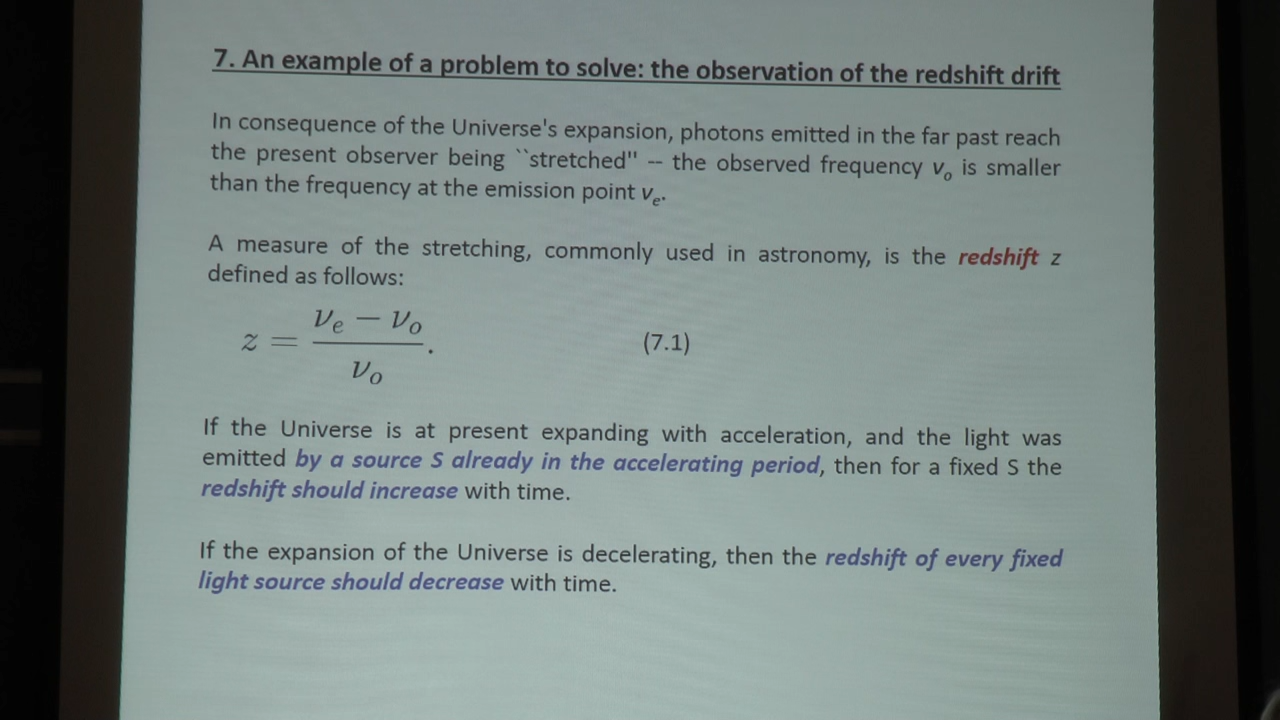 7. An example of a problem to solve: the observation of the redshift drift
In consequence of the Universe's expansion, photons emitted in the far past reach
the present observer being ``stretched" -- the observed frequency νₒ is smaller
than the frequency at the emission point νₑ.
A measure of the stretching, commonly used in astronomy, is the redshift z
defined as follows:
z = (νₑ − νₒ) / νₒ . (7.1)
If the Universe is at present expanding with acceleration, and the light was
emitted by a source S already in the accelerating period, then for a fixed S the
redshift should increase with time.
If the expansion of the Universe is decelerating, then the redshift of every fixed
light source should decrease with time.